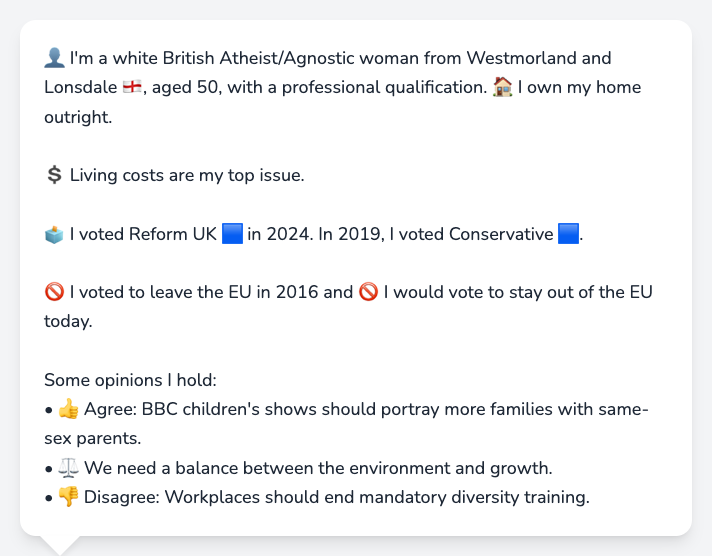 👤 I'm a white British Atheist/Agnostic woman from Westmorland and
Lonsdale 🏴󠁧󠁢󠁥󠁮󠁧󠁿, aged 50, with a professional qualification. 🏠 I own my home
outright.
💲 Living costs are my top issue.
🗳️ I voted Reform UK 🟦 in 2024. In 2019, I voted Conservative 🟦.
🚫 I voted to leave the EU in 2016 and 🚫 I would vote to stay out of the EU
today.
Some opinions I hold:
• 👍 Agree: BBC children's shows should portray more families with same-
sex parents.
• ⚖️ We need a balance between the environment and growth.
• 👎 Disagree: Workplaces should end mandatory diversity training.